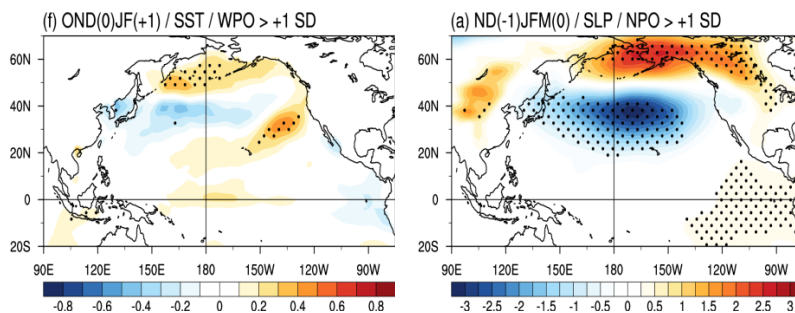 (f) OND(0)JF(+1) / SST / WPO > +1 SD
(a) ND(-1)JFM(0) / SLP / NPO > +1 SD
60N
40N
20N
0
20S
90E 120E 150E 180 150W 120W 90W
-0.8 -0.6 -0.4 -0.2 0 0.2 0.4 0.6 0.8
60N
40N
20N
0
20S
90E 120E 150E 180 150W 120W 90W
-3 -2.5 -2 -1.5 -1 -0.5 0 0.5 1 1.5 2 2.5 3